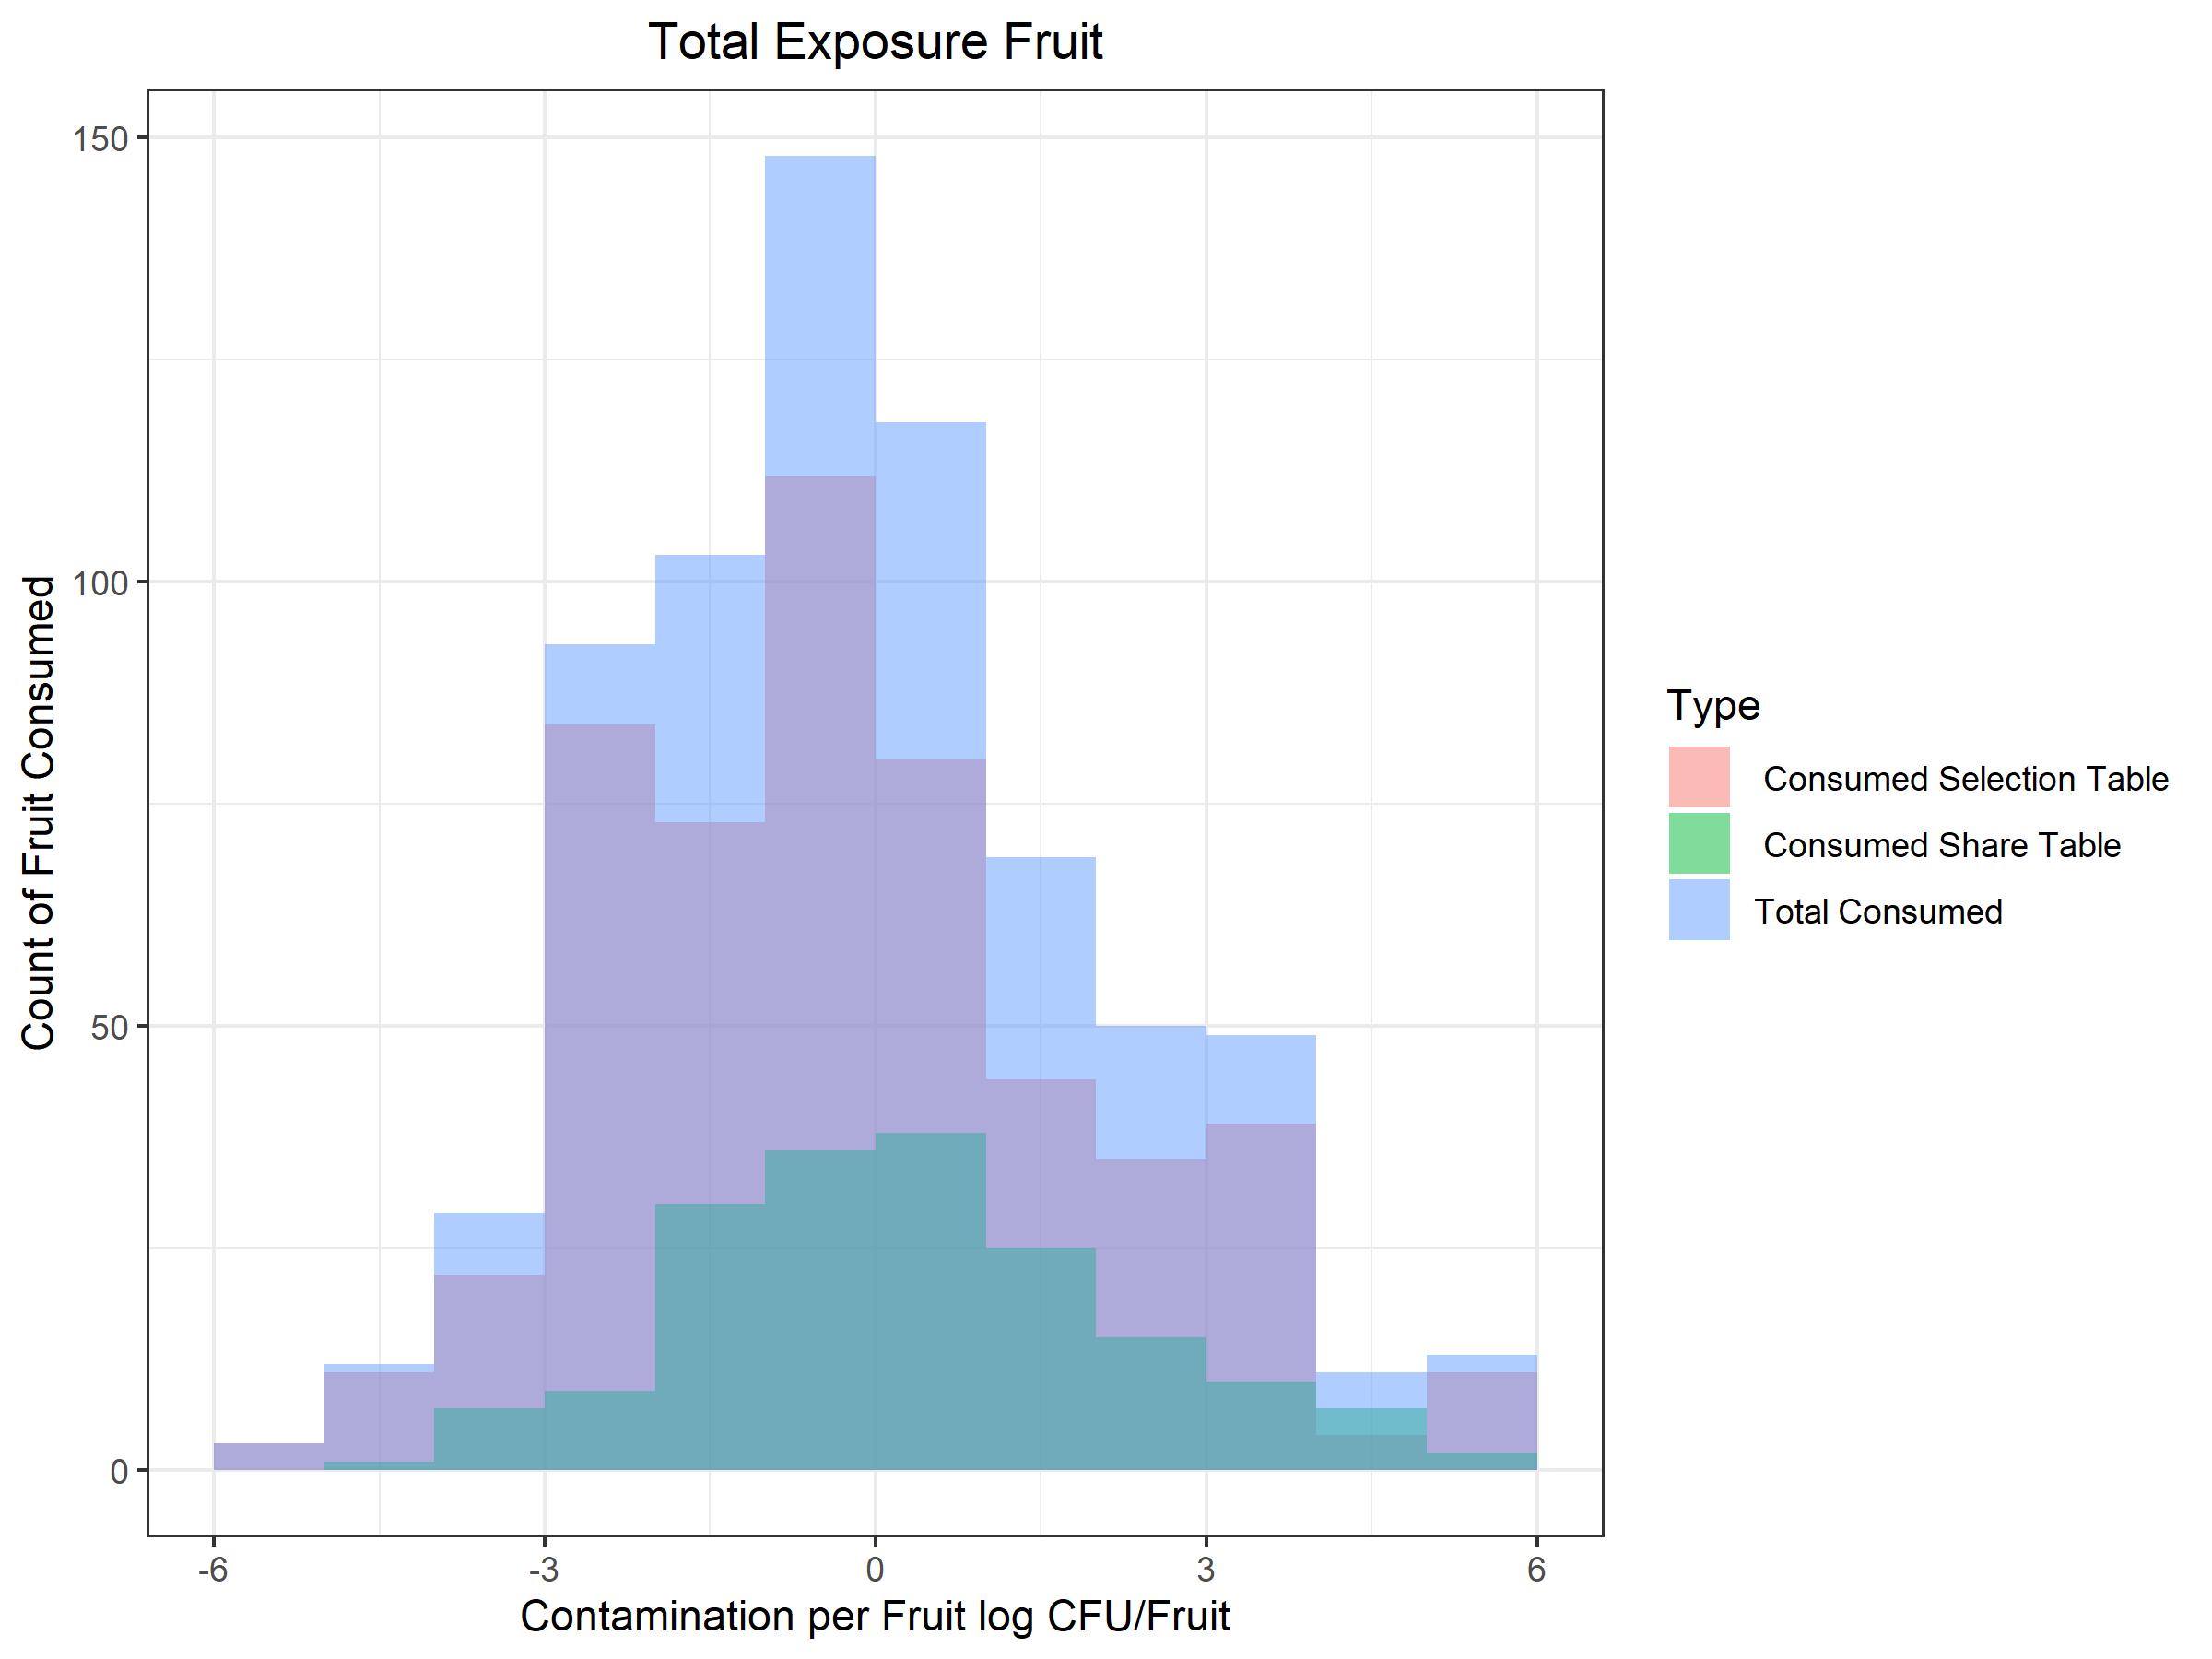 Total Exposure Fruit
150
100
50
0
Count of Fruit Consumed
-6
-3
0
3
6
Contamination per Fruit log CFU/Fruit
Type
Consumed Selection Table
Consumed Share Table
Total Consumed